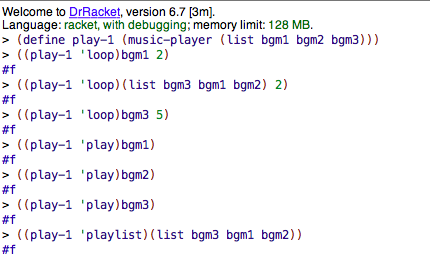 Welcome to DrRacket, version 6.7 [3m].
Language: racket, with debugging; memory limit: 128 MB.
> (define play-1 (music-player (list bgm1 bgm2 bgm3)))
> ((play-1 'loop)bgm1 2)
#f
> ((play-1 'loop)(list bgm3 bgm1 bgm2) 2)
#f
> ((play-1 'loop)bgm3 5)
#f
> ((play-1 'play)bgm1)
#f
> ((play-1 'play)bgm2)
#f
> ((play-1 'play)bgm3)
#f
> ((play-1 'playlist)(list bgm3 bgm1 bgm2))
#f